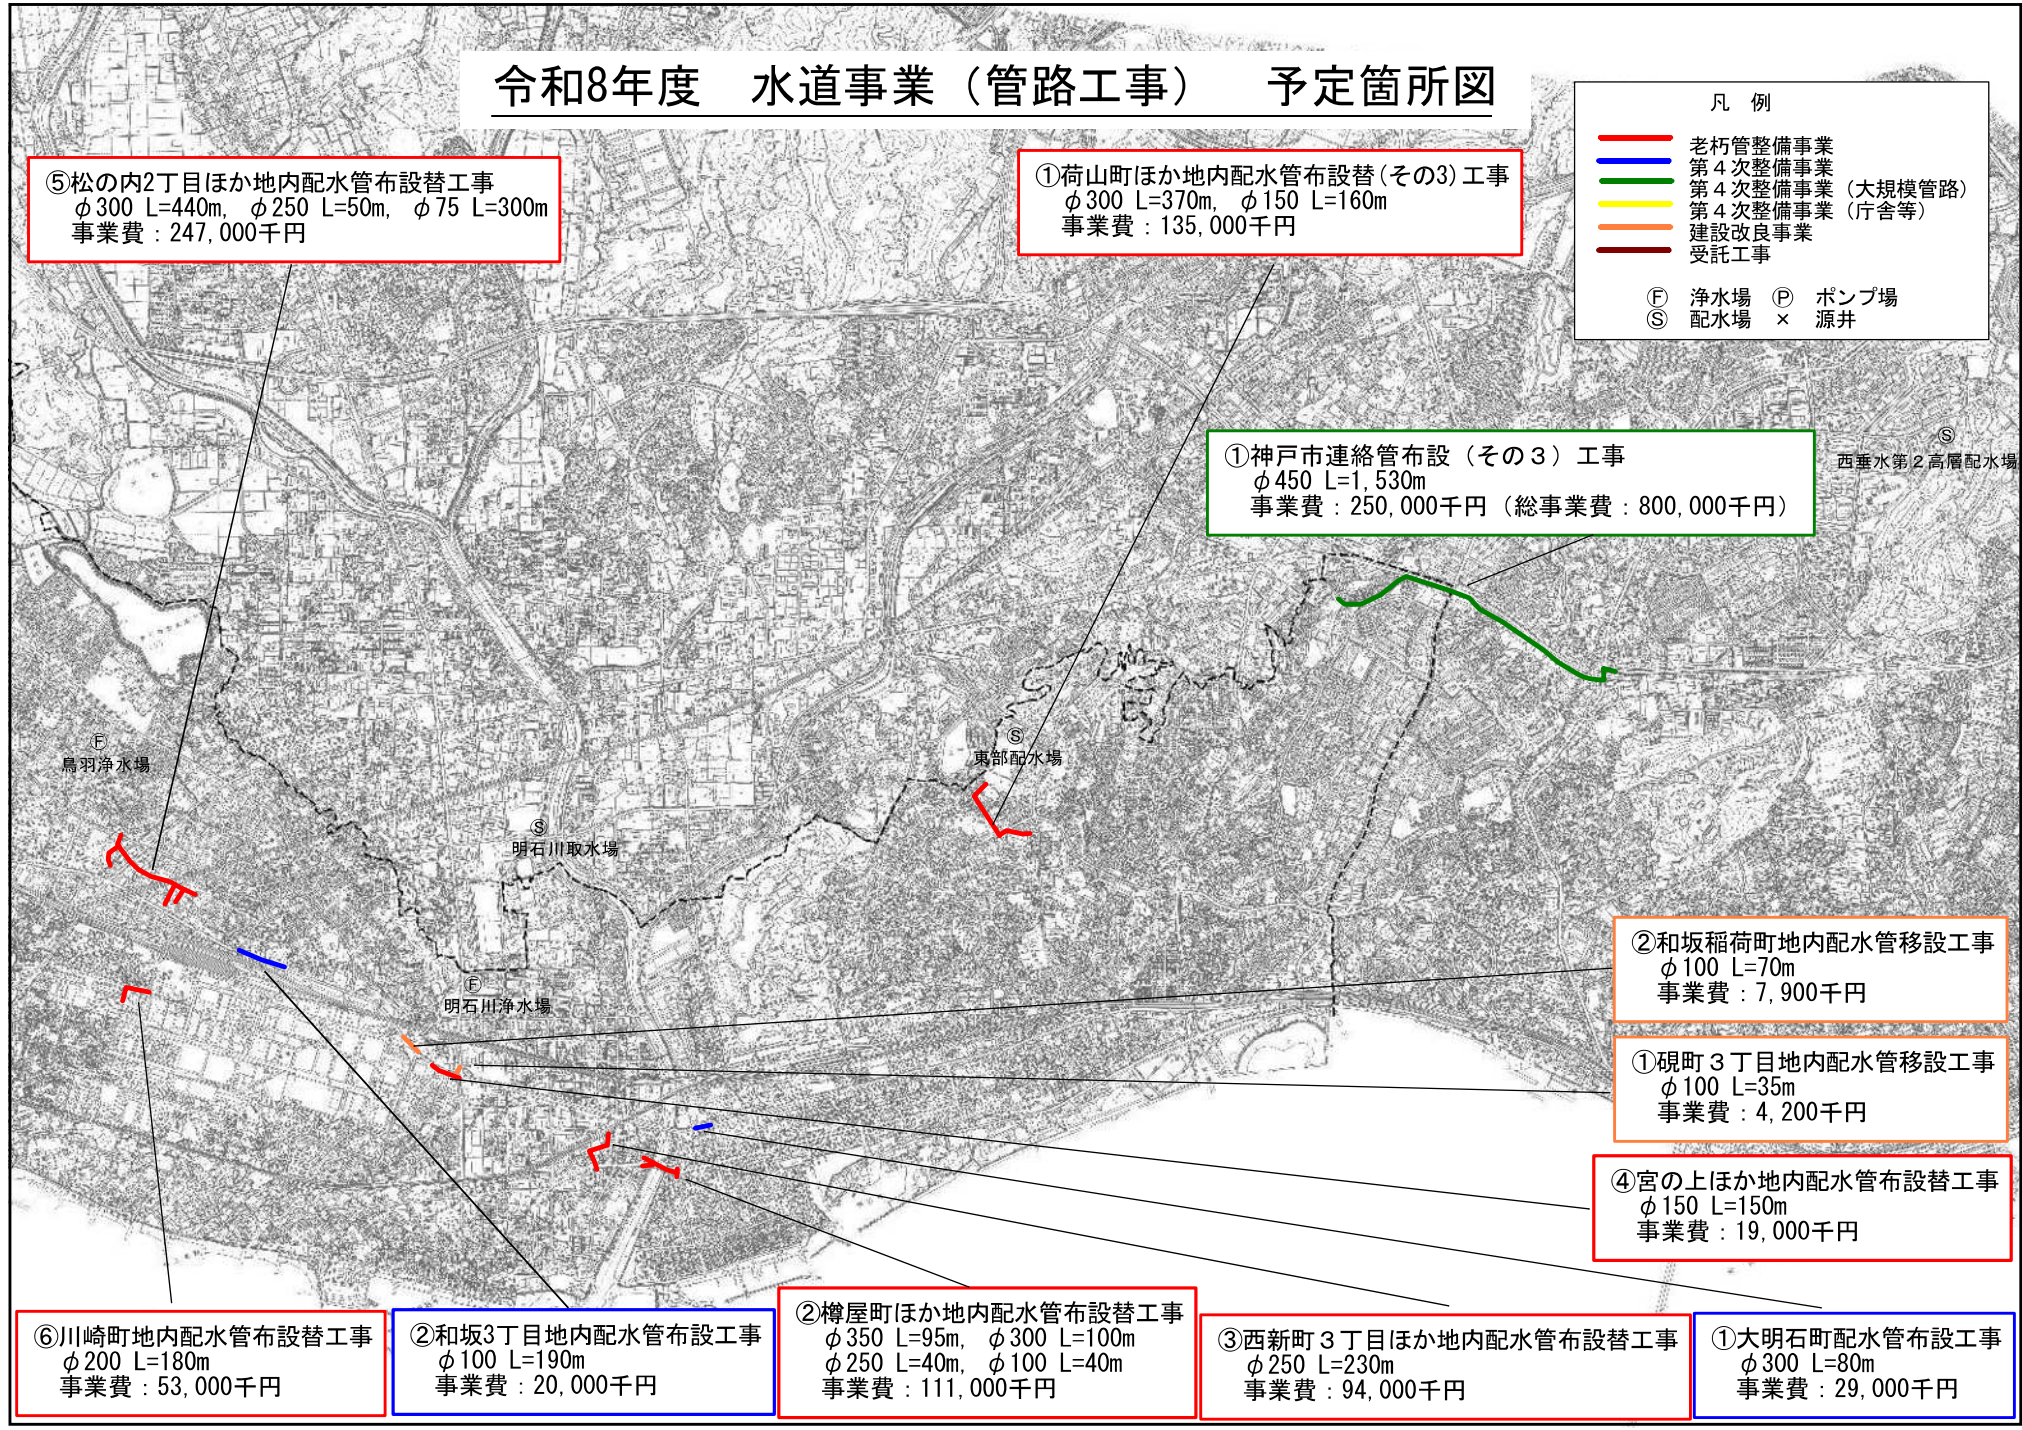 令和8年度　水道事業（管路工事）　予定箇所図
凡　例
老朽管整備事業
第４次整備事業
第４次整備事業（大規模管路）
第４次整備事業（庁舎等）
建設改良事業
受託工事
Ⓕ　浄水場　Ⓟ　ポンプ場
Ⓢ　配水場　×　源井
⑤松の内2丁目ほか地内配水管布設替工事
φ300 L=440m, φ250 L=50m, φ75 L=300m
事業費：247,000千円
①荷山町ほか地内配水管布設替(その3)工事
φ300 L=370m, φ150 L=160m
事業費：135,000千円
①神戸市連絡管布設（その３）工事
φ450 L=1,530m
事業費：250,000千円（総事業費：800,000千円）
Ⓢ
西垂水第２高層配水場
Ⓕ
鳥羽浄水場
Ⓢ
東部配水場
Ⓢ
明石川取水場
Ⓕ
明石川浄水場
②和坂稲荷町地内配水管移設工事
φ100 L=70m
事業費：7,900千円
①硯町３丁目地内配水管移設工事
φ100 L=35m
事業費：4,200千円
④宮の上ほか地内配水管布設替工事
φ150 L=150m
事業費：19,000千円
⑥川崎町地内配水管布設替工事
φ200 L=180m
事業費：53,000千円
②和坂3丁目地内配水管布設工事
φ100 L=190m
事業費：20,000千円
②樽屋町ほか地内配水管布設替工事
φ350 L=95m, φ300 L=100m
φ250 L=40m, φ100 L=40m
事業費：111,000千円
③西新町３丁目ほか地内配水管布設替工事
φ250 L=230m
事業費：94,000千円
①大明石町配水管布設工事
φ300 L=80m
事業費：29,000千円